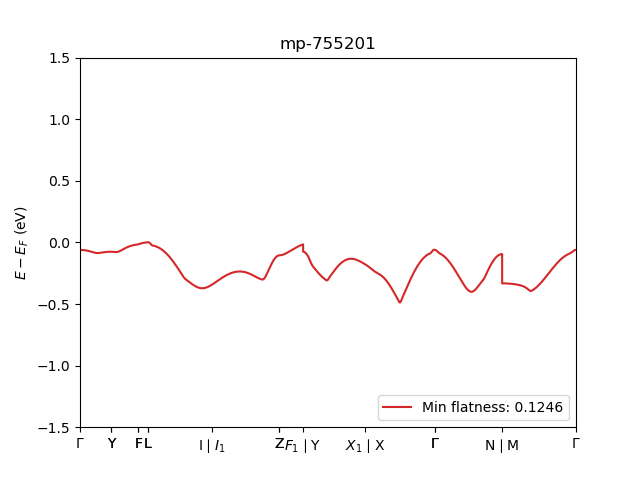 mp-755201
E − E_F (eV)
1.5
1.0
0.5
0.0
−0.5
−1.0
−1.5
Min flatness: 0.1246
Γ Y F L I | I_1 Z F_1 | Y X_1 | X Γ N | M Γ